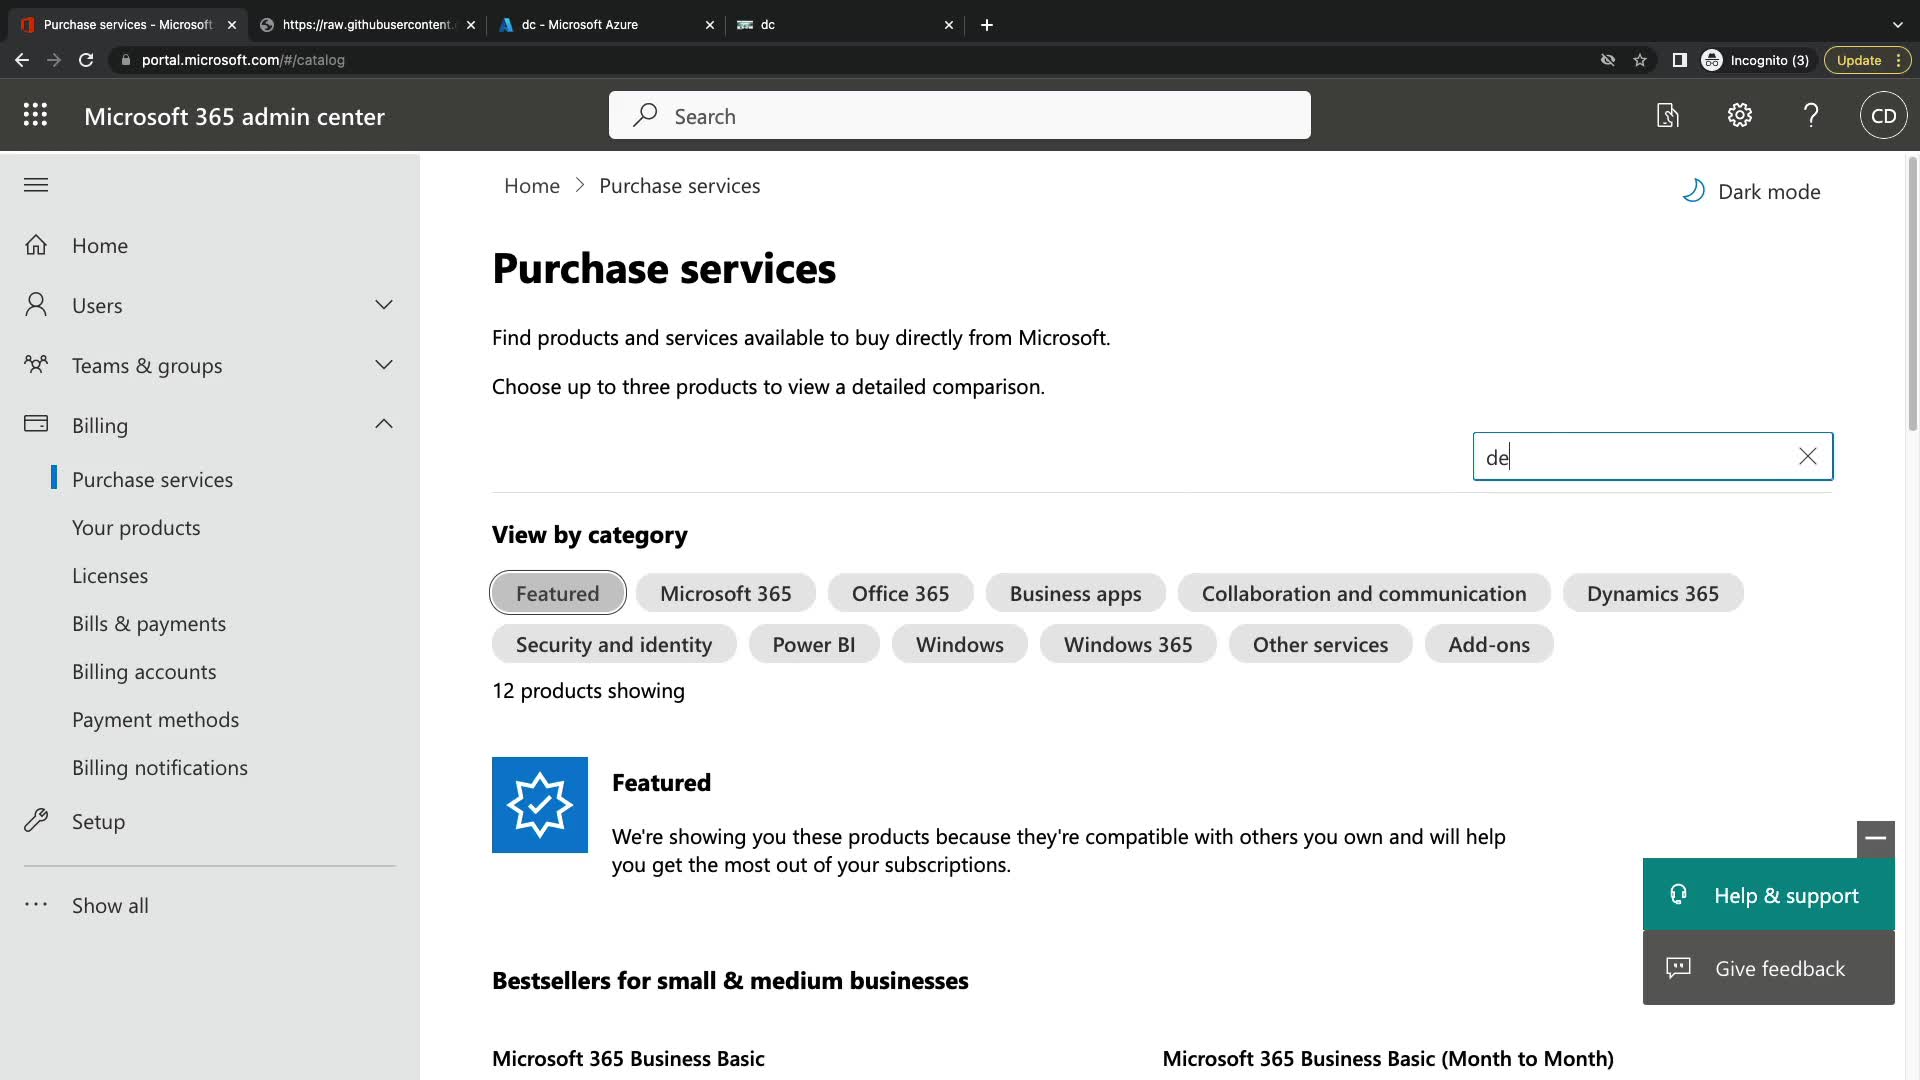 Purchase services - Microsoft
https://raw.githubusercontent.
dc - Microsoft Azure
dc
portal.microsoft.com/#/catalog
Incognito (3)
Update
Microsoft 365 admin center
Search
CD
Home
Users
Teams & groups
Billing
Purchase services
Your products
Licenses
Bills & payments
Billing accounts
Payment methods
Billing notifications
Setup
Show all
Home > Purchase services
Dark mode
Purchase services
Find products and services available to buy directly from Microsoft.
Choose up to three products to view a detailed comparison.
de
View by category
Featured Microsoft 365 Office 365 Business apps Collaboration and communication Dynamics 365
Security and identity Power BI Windows Windows 365 Other services Add-ons
12 products showing
Featured
We're showing you these products because they're compatible with others you own and will help
you get the most out of your subscriptions.
Help & support
Give feedback
Bestsellers for small & medium businesses
Microsoft 365 Business Basic
Microsoft 365 Business Basic (Month to Month)